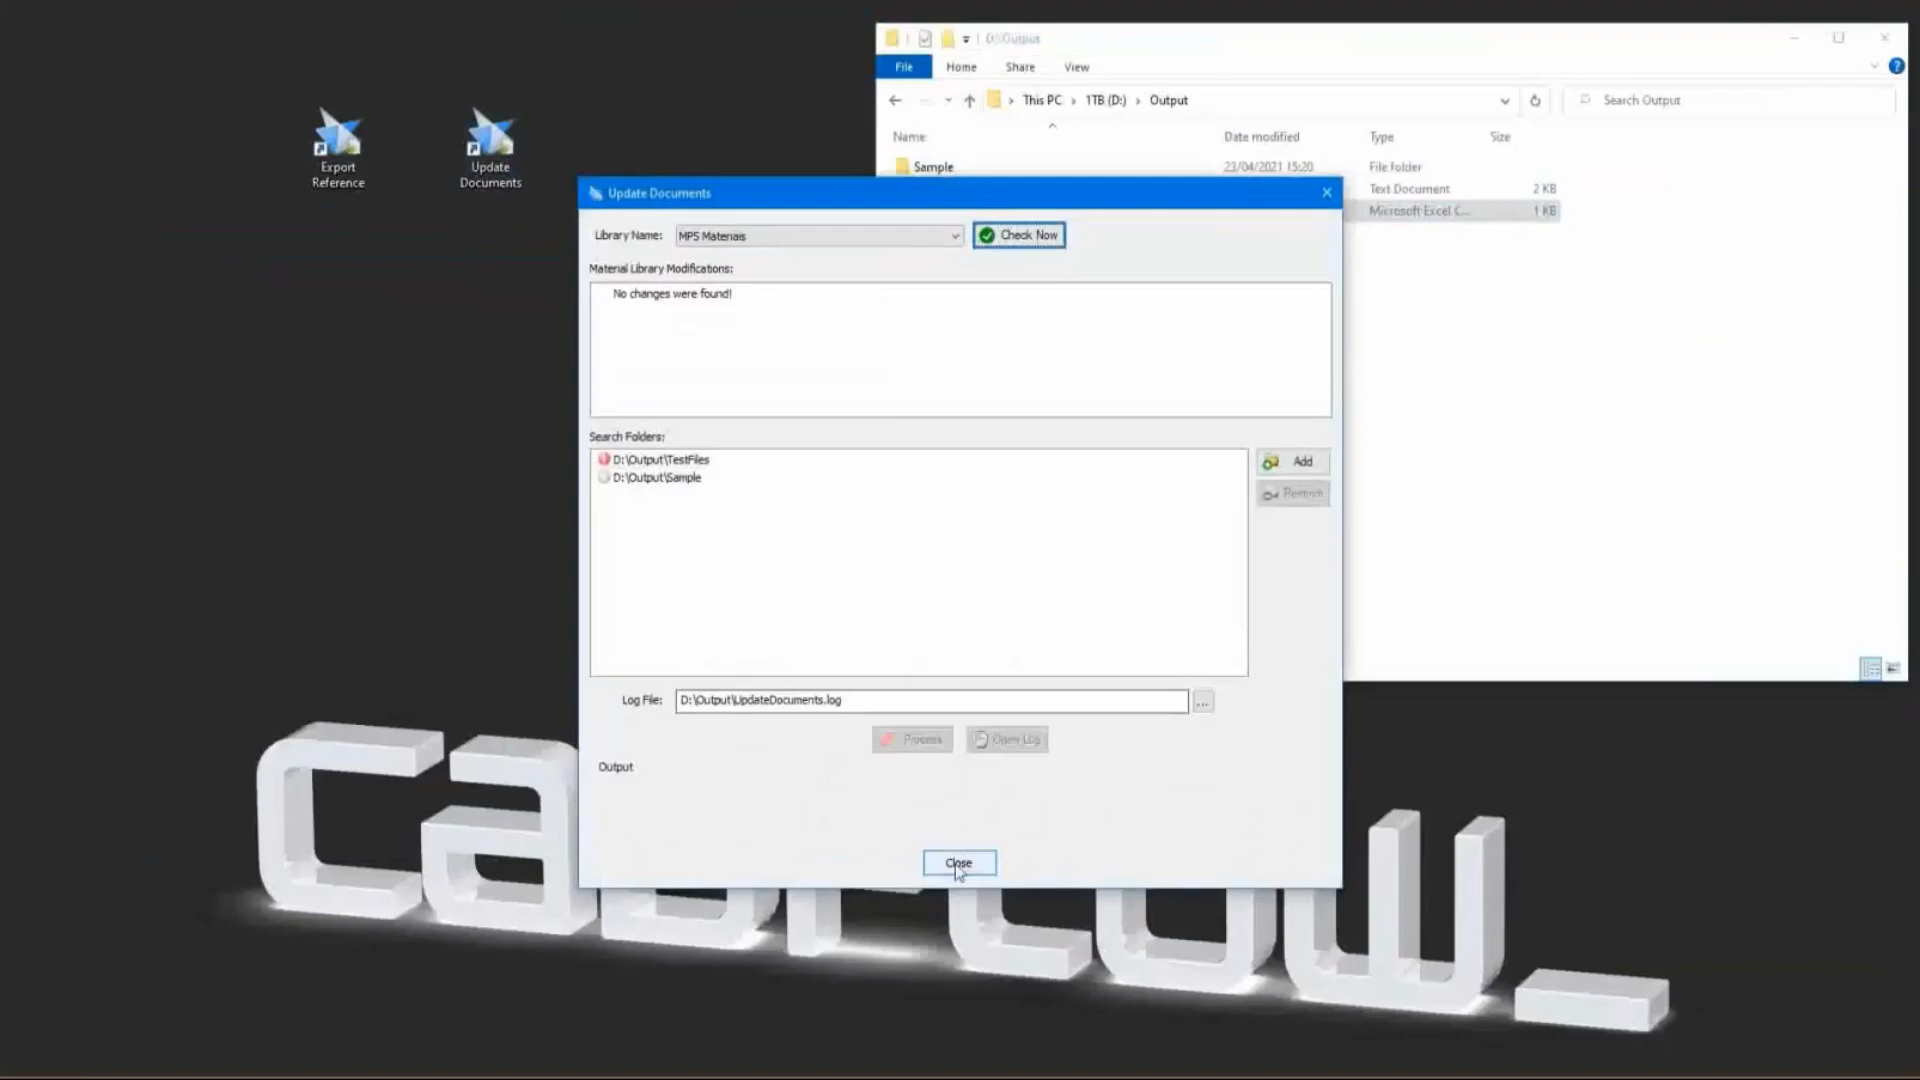 D:\Output
File Home Share View
This PC > 1TB (D:) > Output
Search Output
Name Date modified Type Size
Sample 23/04/2021 15:20 File folder
Text Document 2 KB
Microsoft Excel C... 1 KB
Export
Reference
Update
Documents
Update Documents
Library Name: MPS Materials Check Now
Material Library Modifications:
No changes were found!
Search Folders:
D:\Output\TestFiles
D:\Output\Sample
Add
Remove
Log File: D:\Output\UpdateDocuments.log ...
Process Open Log
Output
Close